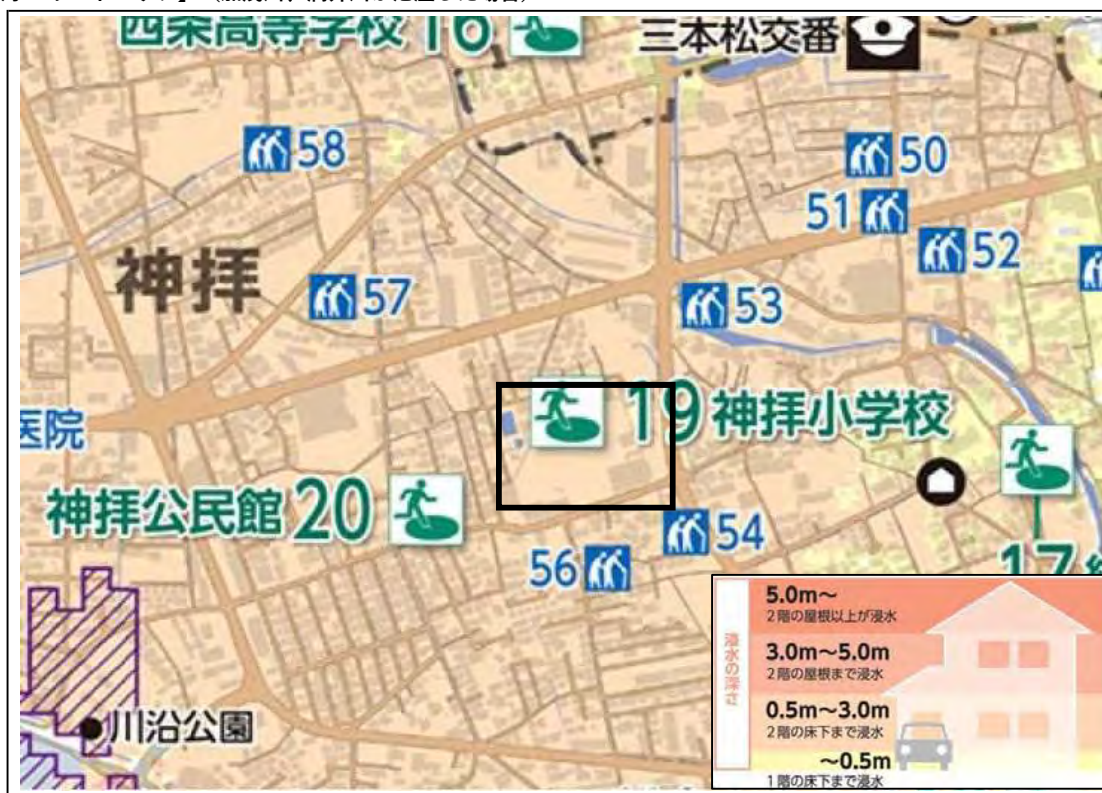 西条高等学校 16
三本松交番
58
50
51
52
神拝
57
53
医院
19 神拝小学校
神拝公民館 20
54
56
17
川沿公園
浸水の深さ
5.0m～
2階の屋根以上が浸水
3.0m～5.0m
2階の屋根まで浸水
0.5m～3.0m
2階の床下まで浸水
～0.5m
1階の床下まで浸水